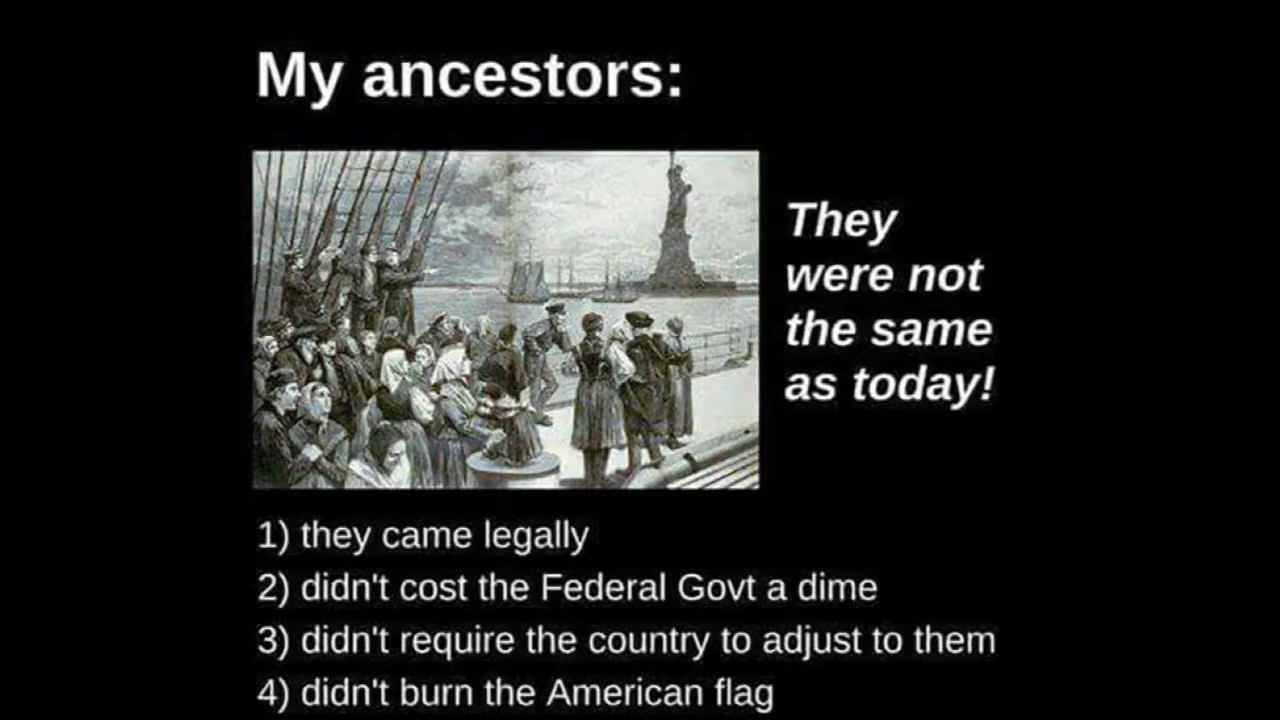 My ancestors:
They
were not
the same
as today!
1) they came legally
2) didn't cost the Federal Govt a dime
3) didn't require the country to adjust to them
4) didn't burn the American flag